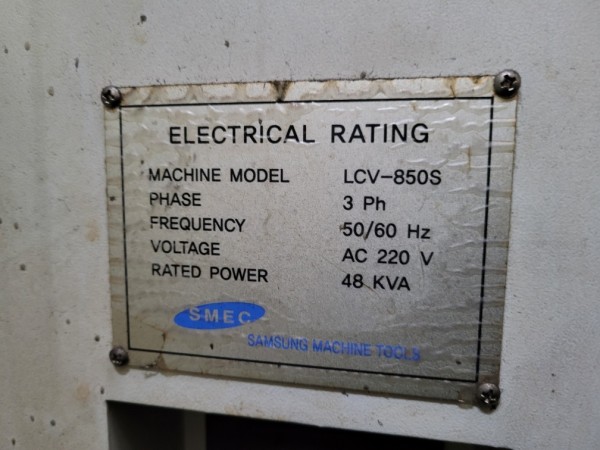 ELECTRICAL RATING
MACHINE MODEL LCV-850S
PHASE 3 Ph
FREQUENCY 50/60 Hz
VOLTAGE AC 220 V
RATED POWER 48 KVA
SMEC
SAMSUNG MACHINE TOOLS